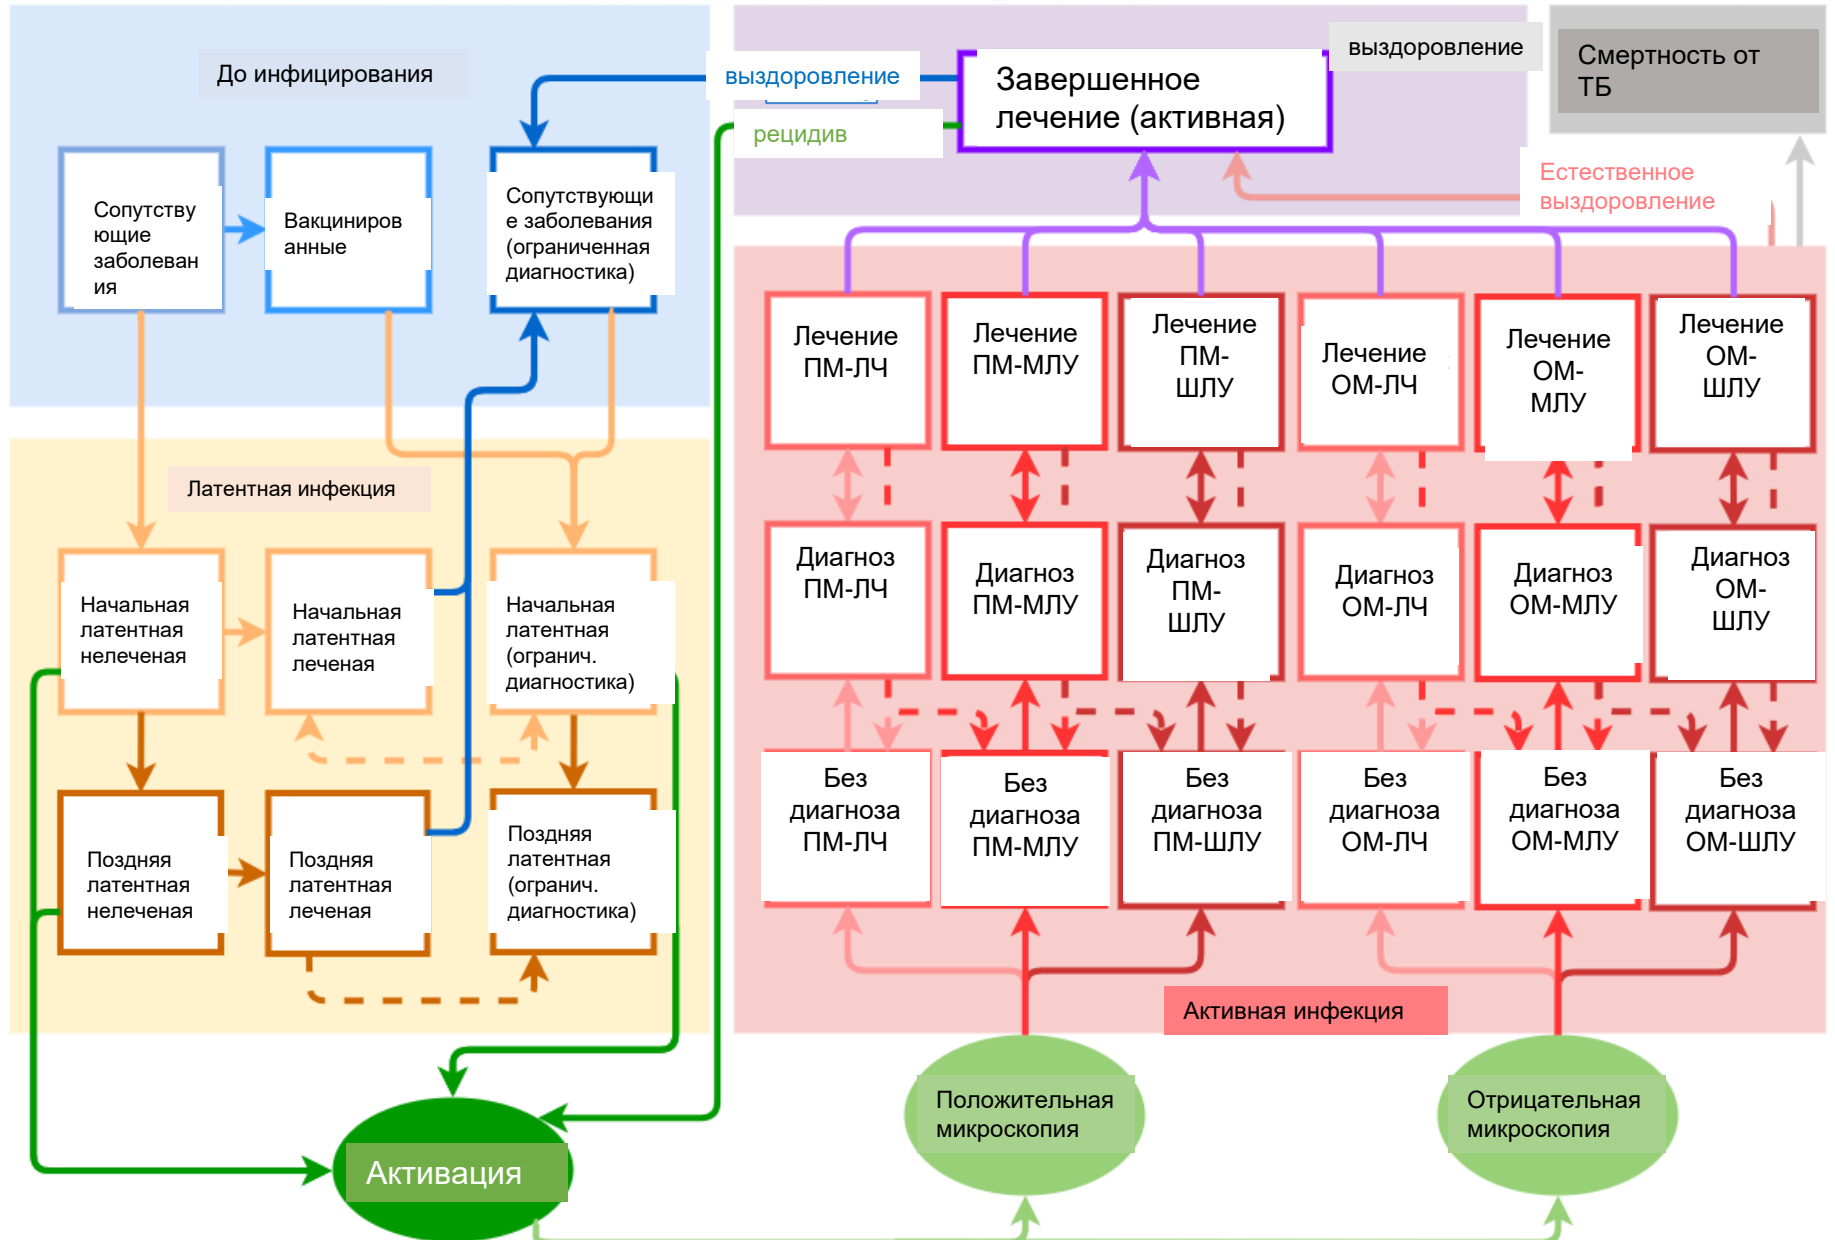 До инфицирования
выздоровление
рецидив
Завершенное
лечение (активная)
выздоровление
Смертность от
ТБ
Естественное
выздоровление
Сопутству
ющие
заболеван
ия
Вакциниров
анные
Сопутствующи
е заболевания
(ограниченная
диагностика)
Латентная инфекция
Начальная
латентная
нелеченая
Начальная
латентная
леченая
Начальная
латентная
(огранич.
диагностика)
Поздняя
латентная
нелеченая
Поздняя
латентная
леченая
Поздняя
латентная
(огранич.
диагностика)
Активация
Лечение
ПМ-ЛЧ
Лечение
ПМ-МЛУ
Лечение
ПМ-
ШЛУ
Лечение
ОМ-ЛЧ
Лечение
ОМ-
МЛУ
Лечение
ОМ-
ШЛУ
Диагноз
ПМ-ЛЧ
Диагноз
ПМ-МЛУ
Диагноз
ПМ-
ШЛУ
Диагноз
ОМ-ЛЧ
Диагноз
ОМ-МЛУ
Диагноз
ОМ-
ШЛУ
Без
диагноза
ПМ-ЛЧ
Без
диагноза
ПМ-МЛУ
Без
диагноза
ПМ-ШЛУ
Без
диагноза
ОМ-ЛЧ
Без
диагноза
ОМ-МЛУ
Без
диагноза
ОМ-ШЛУ
Активная инфекция
Положительная
микроскопия
Отрицательная
микроскопия